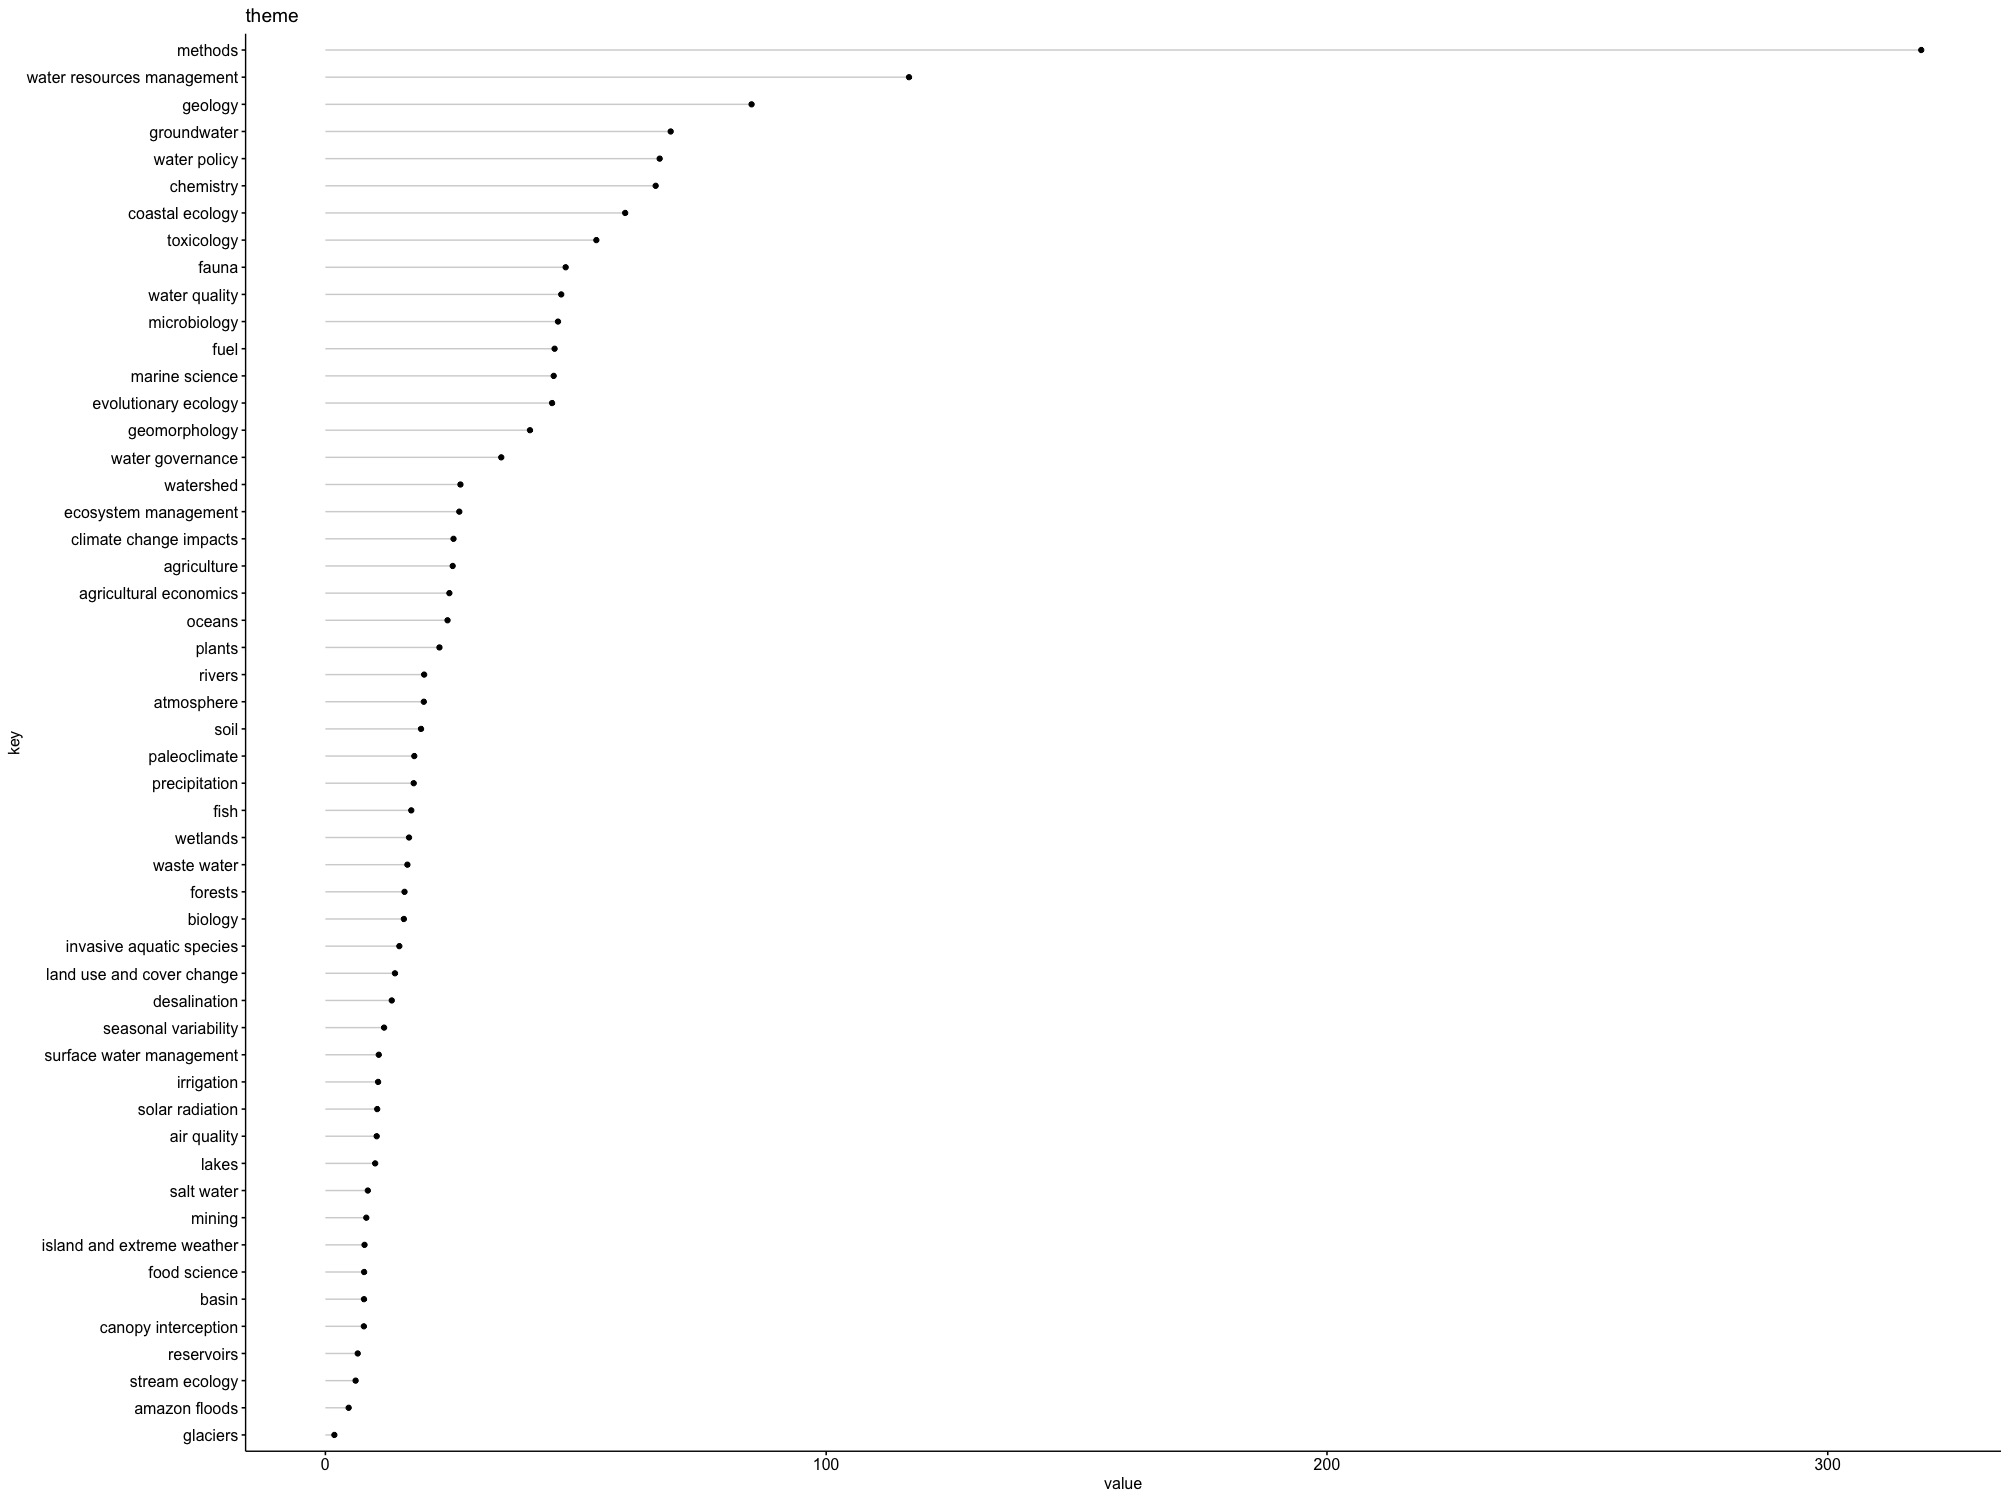 theme
methods
water resources management
geology
groundwater
water policy
chemistry
coastal ecology
toxicology
fauna
water quality
microbiology
fuel
marine science
evolutionary ecology
geomorphology
water governance
watershed
ecosystem management
climate change impacts
agriculture
agricultural economics
oceans
plants
rivers
atmosphere
soil
paleoclimate
precipitation
fish
wetlands
waste water
forests
biology
invasive aquatic species
land use and cover change
desalination
seasonal variability
surface water management
irrigation
solar radiation
air quality
lakes
salt water
mining
island and extreme weather
food science
basin
canopy interception
reservoirs
stream ecology
amazon floods
glaciers
key
0 100 200 300
value